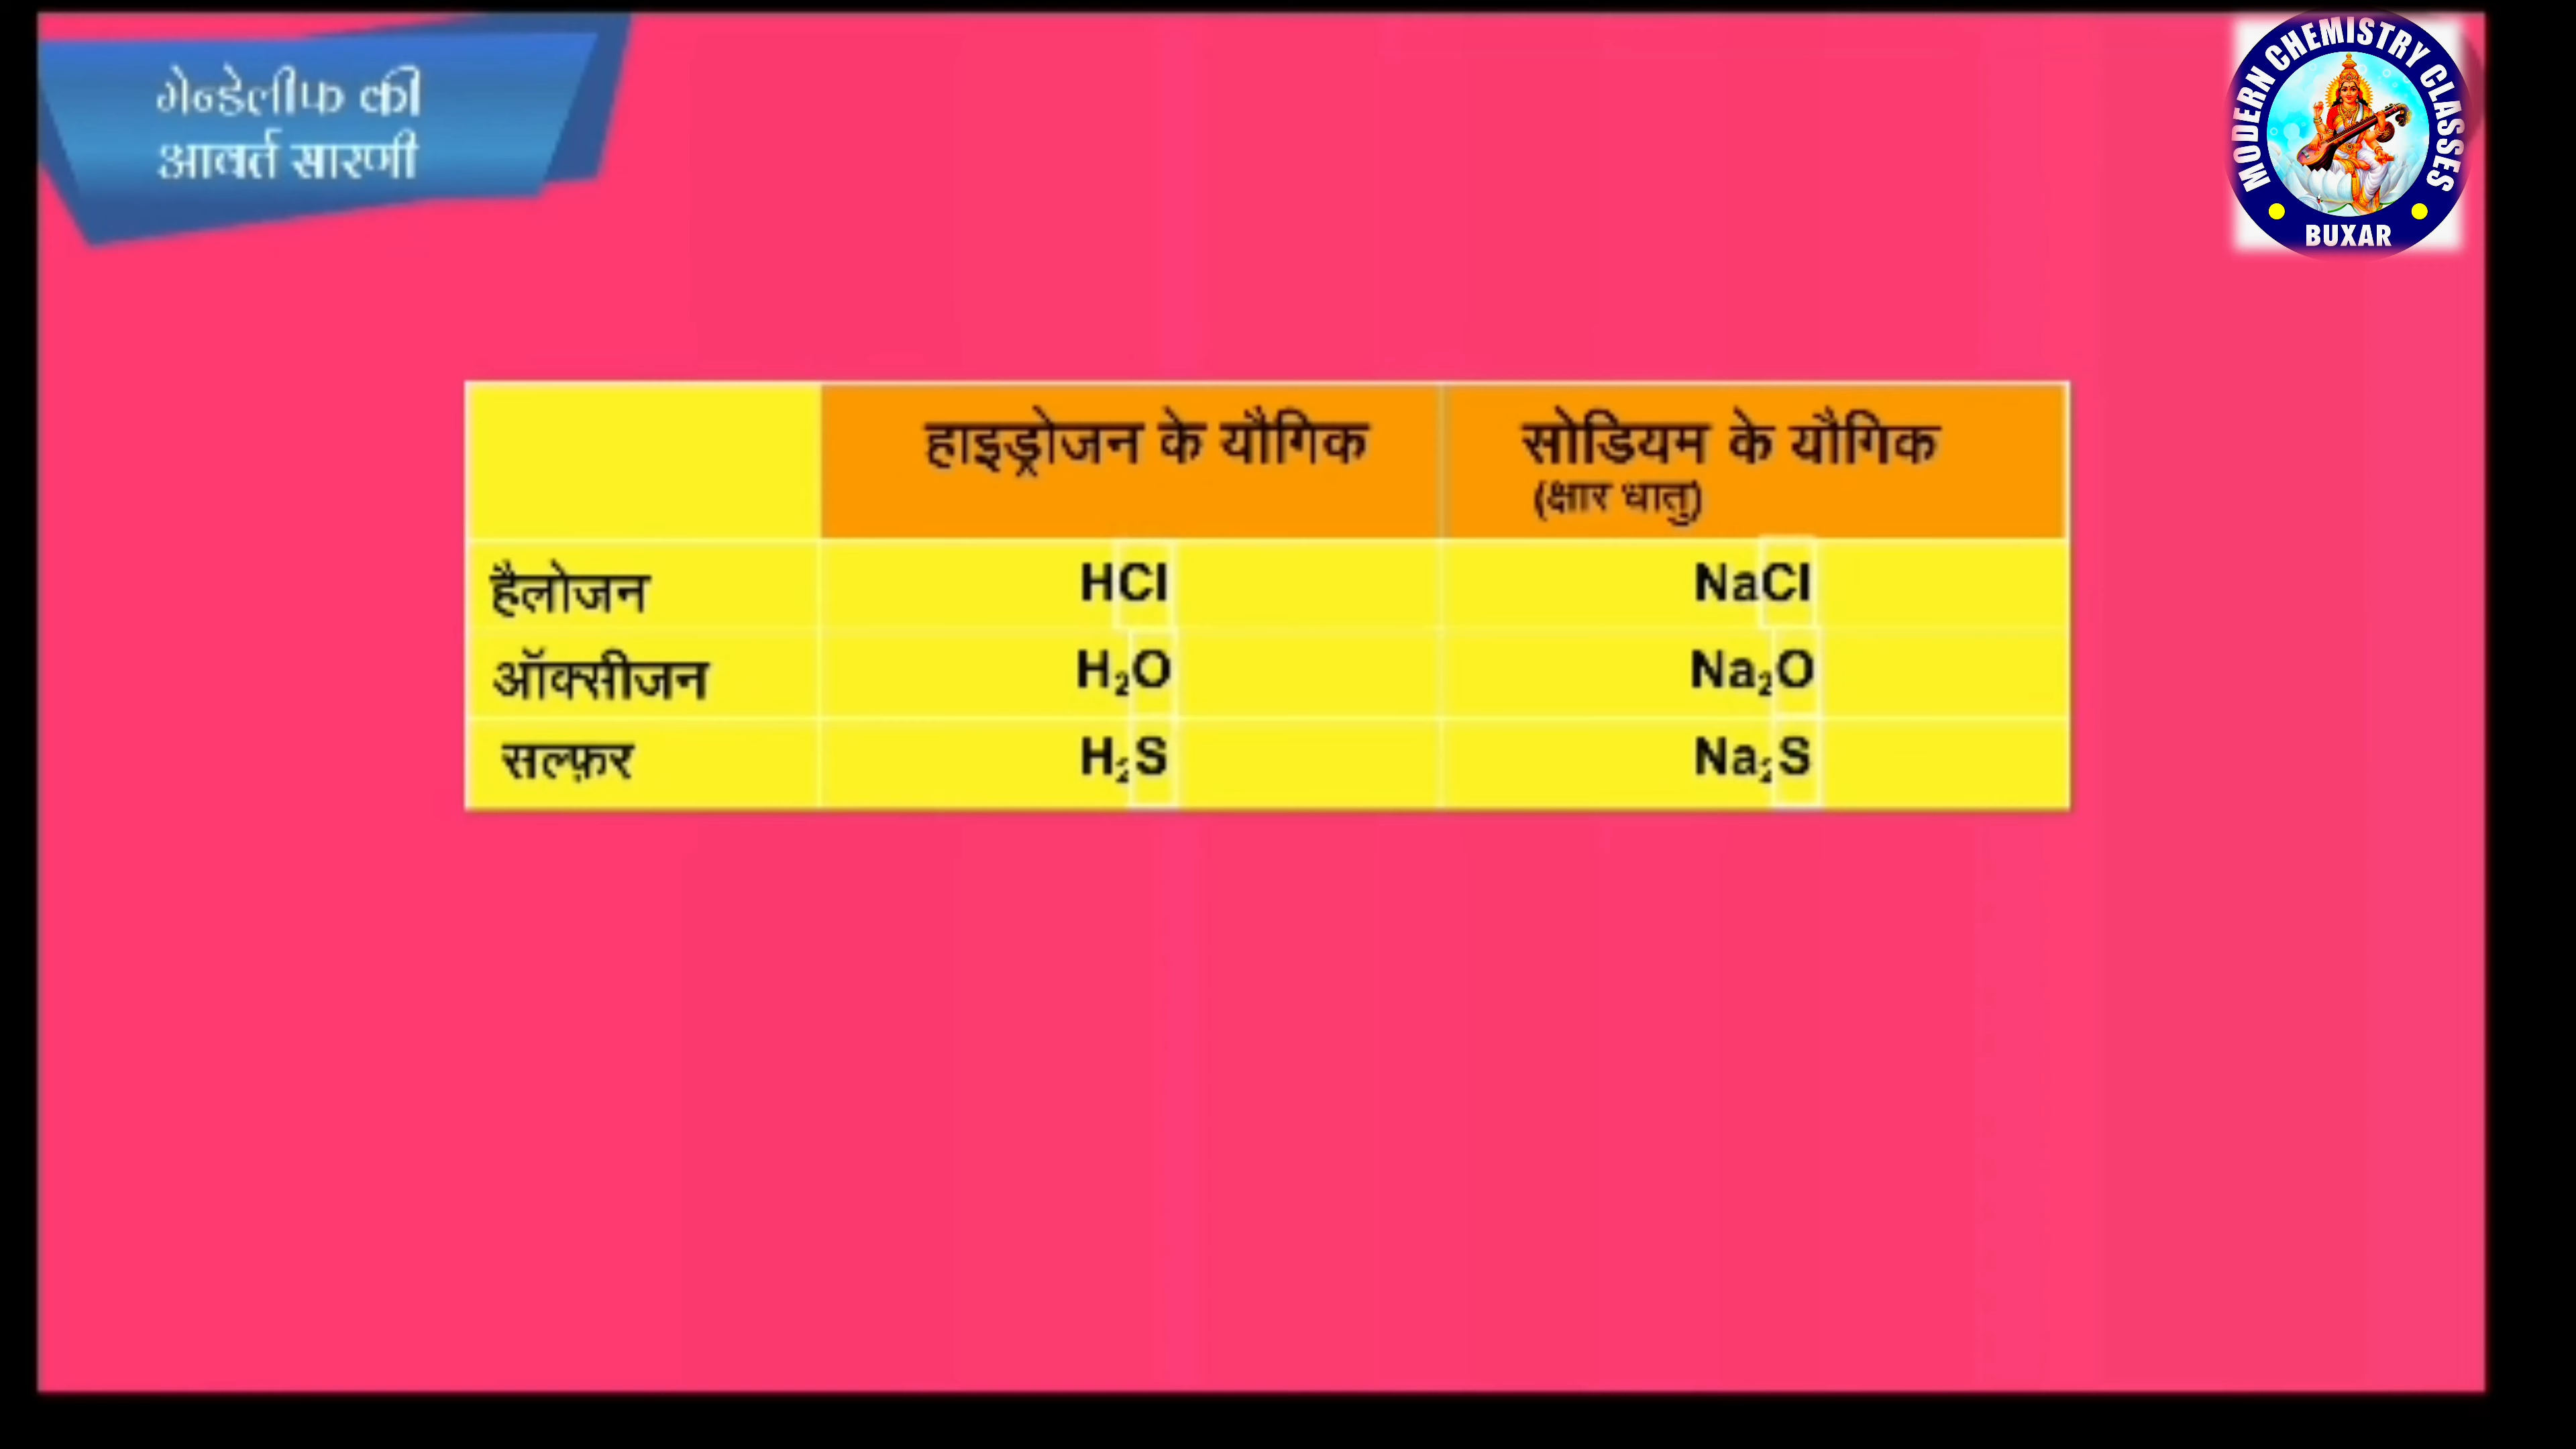 मेन्डेलीफ की
आवर्त सारणी
MODERN CHEMISTRY CLASSES
BUXAR
हाइड्रोजन के यौगिक सोडियम के यौगिक
(क्षार धातु)
हैलोजन HCl NaCl
ऑक्सीजन H₂O Na₂O
सल्फ़र H₂S Na₂S